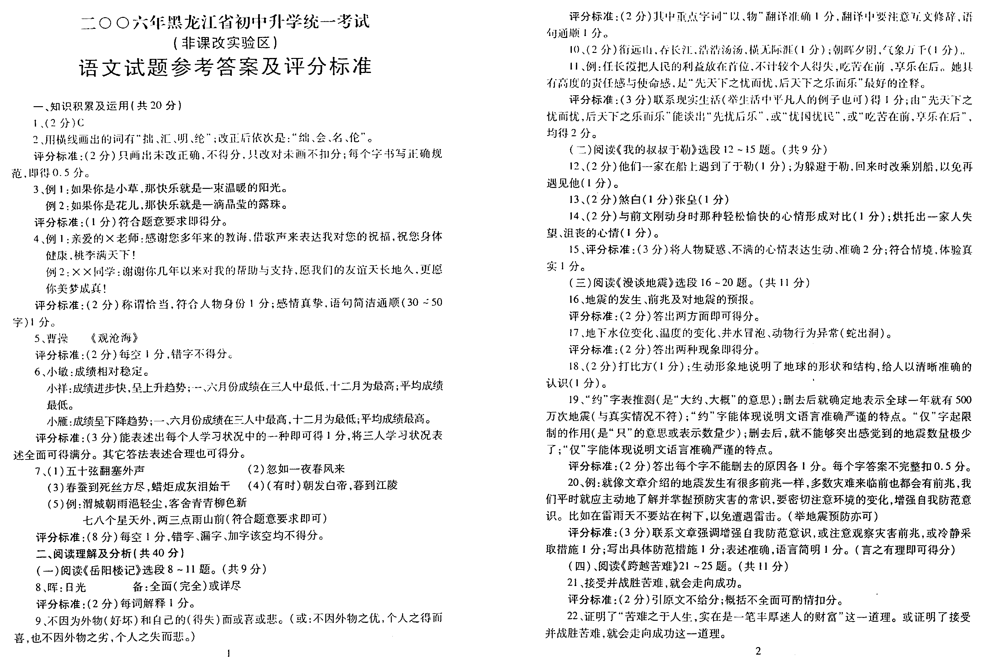 二〇〇六年黑龙江省初中升学统一考试
(非课改实验区)
语文试题参考答案及评分标准
一、知识积累及运用(共20分)
1、(2分)C
2、用横线画出的词有“拙、汇、明、纶”;改正后依次是:“绌、会、名、伦”。
评分标准:(2分)只画出未改正确,不得分,只改对未画不扣分;每个字书写正确规
范,即得0.5分。
3、例1:如果你是小草,那快乐就是一束温暖的阳光。
例2:如果你是花儿,那快乐就是一滴晶莹的露珠。
评分标准:(1分)符合题意要求即得分。
4、例1:亲爱的×老师:感谢您多年来的教诲,借歌声来表达我对您的祝福,祝您身体
健康,桃李满天下!
例2:××同学:谢谢你几年以来对我的帮助与支持,愿我们的友谊天长地久,更愿
你美梦成真!
评分标准:(2分)称谓恰当,符合人物身份1分;感情真挚,语句简洁通顺(30~50
字)1分。
5、曹操 《观沧海》
评分标准:(2分)每空1分,错字不得分。
6、小敏:成绩相对稳定。
小祥:成绩进步快,呈上升趋势;一、六月份成绩在三人中最低,十二月为最高;平均成绩
最低。
小雁:成绩呈下降趋势;一、六月份成绩在三人中最高,十二月为最低;平均成绩最高。
评分标准:(3分)能表述出每个人学习状况中的一种即可得1分,将三人学习状况表
述全面可得满分。其它答法表述合理也可得分。
7、(1)五十弦翻塞外声 (2)忽如一夜春风来
(3)春蚕到死丝方尽,蜡炬成灰泪始干 (4)(有时)朝发白帝,暮到江陵
(5)例:渭城朝雨浥轻尘,客舍青青柳色新
七八个星天外,两三点雨山前(符合题意要求即可)
评分标准:(8分)每空1分,错字、漏字、加字该空均不得分。
二、阅读理解及分析(共40分)
(一)阅读《岳阳楼记》选段8~11题。(共9分)
8、晖:日光 备:全面(完全)或详尽
评分标准:(2分)每词解释1分。
9、不因为外物(好坏)和自己的(得失)而或喜或悲。(或:不因外物之优,个人之得而
喜,也不因外物之劣,个人之失而悲。)
1
评分标准:(2分)其中重点字词“以、物”翻译准确1分,翻译中要注意互文修辞,语
句通顺1分。
10、(2分)衔远山,吞长江,浩浩汤汤,横无际涯(1分);朝晖夕阴,气象万千(1分)。
11、例:任长霞把人民的利益放在首位,不计较个人得失,吃苦在前,享乐在后。她具
有高度的责任感与使命感,是“先天下之忧而忧,后天下之乐而乐”最好的诠释。
评分标准:(3分)联系现实生活(举生活中平凡人的例子也可)得1分;由“先天下之
忧而忧,后天下之乐而乐”能谈出“先忧后乐”,或“忧国忧民”,或“吃苦在前,享乐在后”,
均得2分。
(二)阅读《我的叔叔于勒》选段12~15题。(共9分)
12、(2分)他们一家在船上遇到了于勒(1分);为躲避于勒,回来时改乘别船,以免再
遇见他(1分)。
13、(2分)煞白(1分)张皇(1分)
14、(2分)与前文刚动身时那种轻松愉快的心情形成对比(1分);烘托出一家人失
望、沮丧的心情(1分)。
15、评分标准:(3分)将人物疑惑、不满的心情表达生动、准确2分;符合情境,体验真
实1分。
(三)阅读《漫谈地震》选段16~20题。(共11分)
16、地震的发生、前兆及对地震的预报。
评分标准:(2分)答出两方面即可得分。
17、地下水位变化、温度的变化、井水冒泡、动物行为异常(蛇出洞)。
评分标准:(2分)答出两种现象即得分。
18、(2分)打比方(1分);生动形象地说明了地球的形状和结构,给人以清晰准确的
认识(1分)。
19、“约”字表推测(是“大约、大概”的意思);删去后就确定地表示全球一年就有500
万次地震(与真实情况不符);“约”字能体现说明文语言准确严谨的特点。“仅”字起限
制的作用(是“只”的意思或表示数量少);删去后,就不能够突出感觉到的地震数量极少
了;“仅”字能体现说明文语言准确严谨的特点。
评分标准:(2分)答出每个字不能删去的原因各1分。每个字答案不完整扣0.5分。
20、例:就像文章介绍的地震发生有很多前兆一样,多数灾难来临前也都会有前兆,我
们平时就应主动地了解并掌握预防灾害的常识,要密切注意环境的变化,增强自我防范意
识。比如在雷雨天不要站在树下,以免遭遇雷击。(举地震预防亦可)
评分标准:(3分)联系文章强调增强自我防范意识,或注意观察灾害前兆,或冷静采
取措施1分;写出具体防范措施1分;表述准确,语言简明1分。(言之有理即可得分)
(四)、阅读《跨越苦难》21~25题。(共11分)
21、接受并战胜苦难,就会走向成功。
评分标准:(2分)引原文不给分;概括不全面可酌情扣分。
22、证明了“苦难之于人生,实在是一笔丰厚迷人的财富”这一道理。或证明了接受
并战胜苦难,就会走向成功这一道理。
2